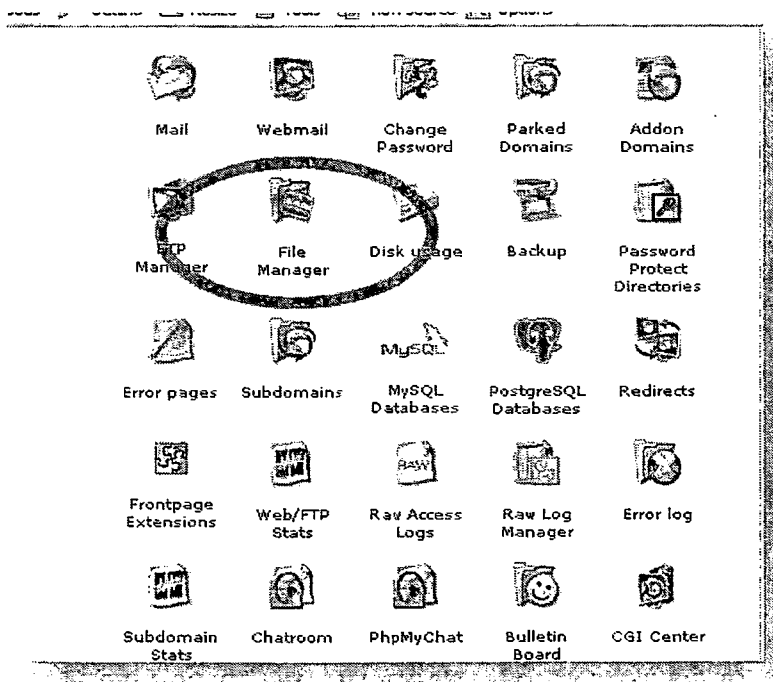 Mail Webmail Change Password Parked Domains Addon Domains
FTP Manager File Manager Disk usage Backup Password Protect Directories
MySQL
Error pages Subdomains MySQL Databases PostgreSQL Databases Redirects
RAW
Frontpage Extensions Web/FTP Stats Raw Access Logs Raw Log Manager Error log
Subdomain Stats Chatroom PhpMyChat Bulletin Board CGI Center